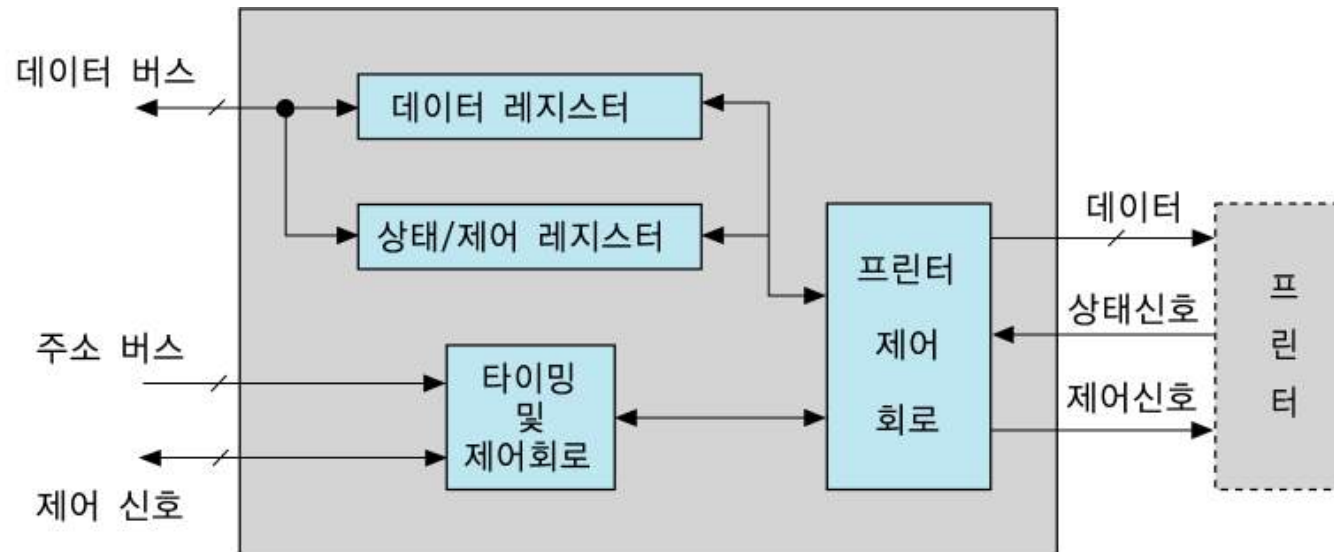 데이터 버스
데이터 레지스터
상태/제어 레지스터
주소 버스
제어 신호
타이밍
및
제어회로
프린터
제어
회로
데이터
상태신호
제어신호
프
린
터